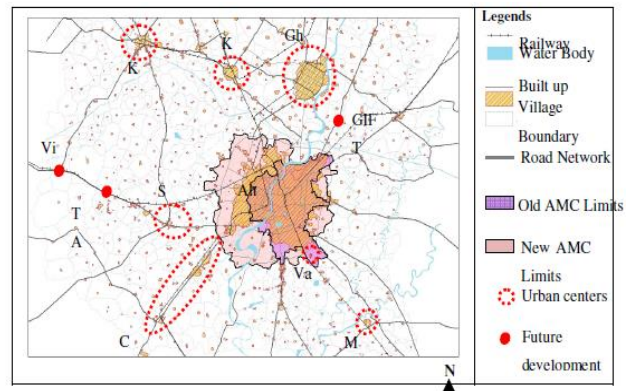 K
K
Gh
GIF
T
Vi
Ah
S
T
A
Va
C
M
N
Legends
Railway
Water Body
Built up
Village
Boundary
Road Network
Old AMC Limits
New AMC
Limits
Urban centers
Future
development